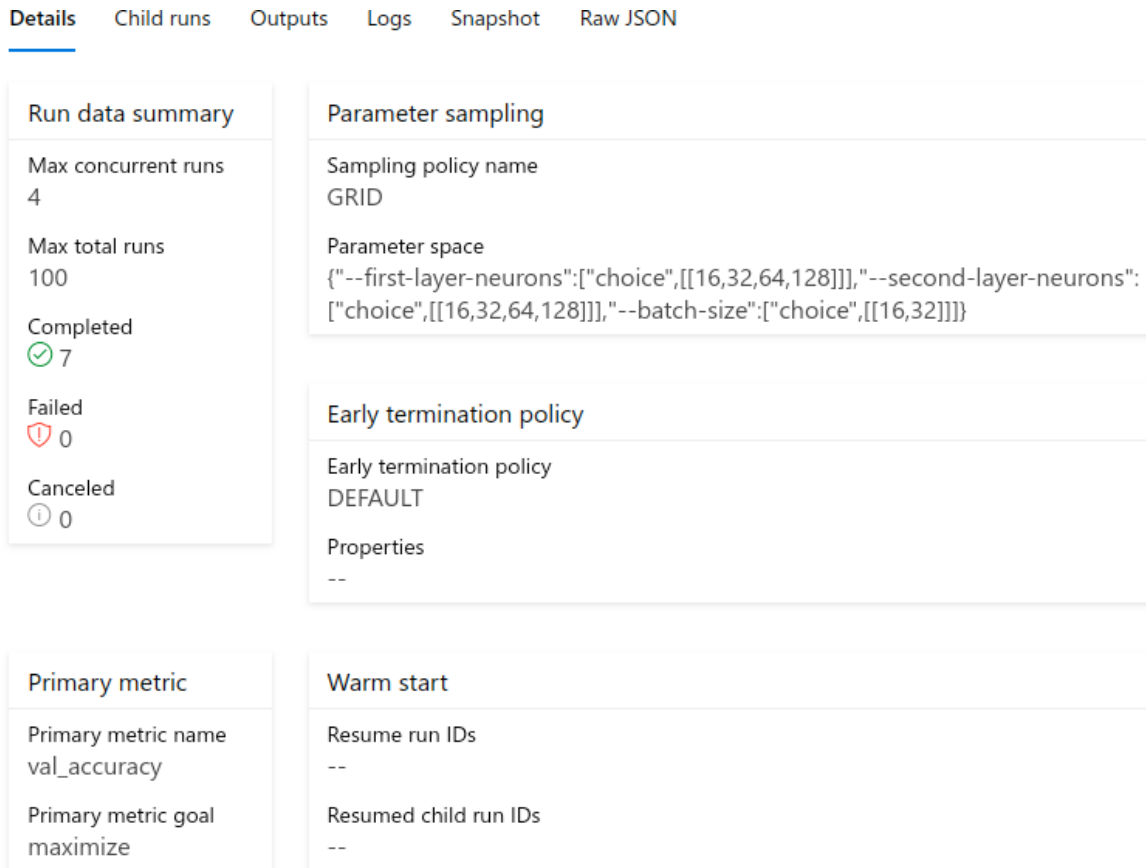 Details Child runs Outputs Logs Snapshot Raw JSON
Run data summary
Max concurrent runs
4
Max total runs
100
Completed
7
Failed
0
Canceled
0
Parameter sampling
Sampling policy name
GRID
Parameter space
{"--first-layer-neurons":["choice",[[16,32,64,128]]],"--second-layer-neurons":
["choice",[[16,32,64,128]]],"--batch-size":["choice",[[16,32]]]}
Early termination policy
Early termination policy
DEFAULT
Properties
--
Primary metric
Primary metric name
val_accuracy
Primary metric goal
maximize
Warm start
Resume run IDs
--
Resumed child run IDs
--